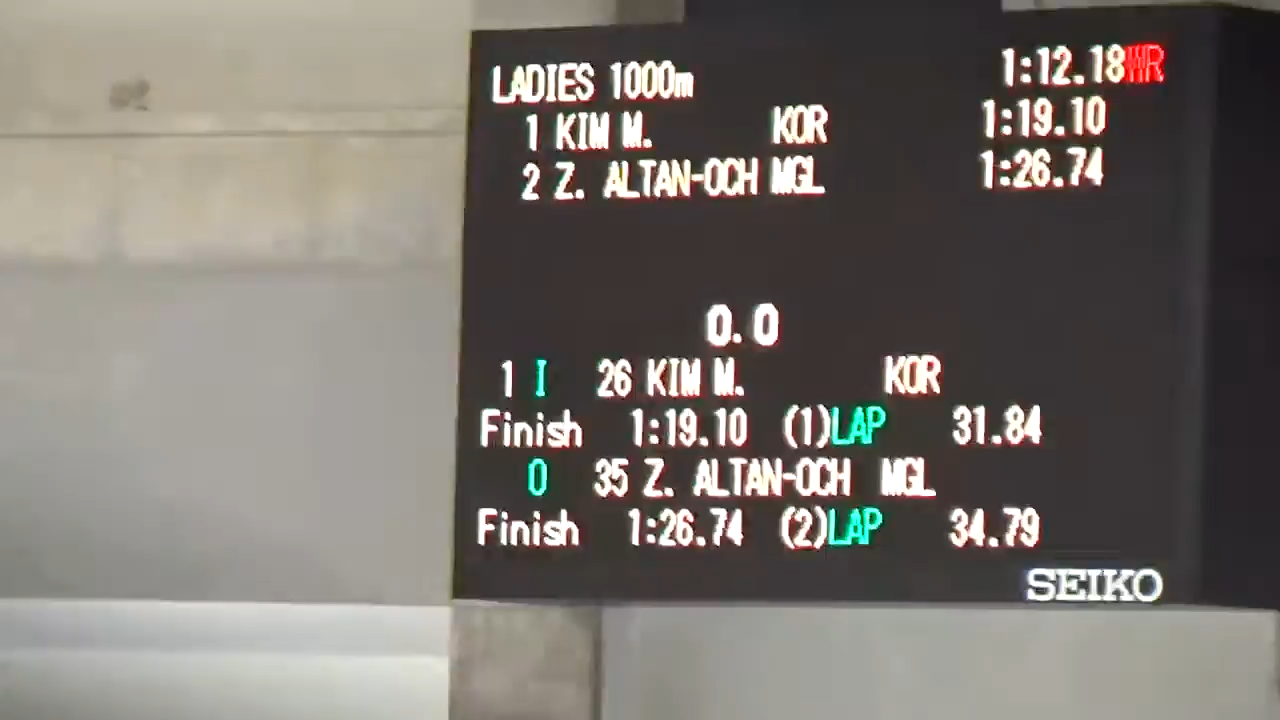 LADIES 1000m 1:12.18WR
1 KIM M. KOR 1:19.10
2 Z. ALTAN-OCH MGL 1:26.74
0.0
1 I 26 KIM M. KOR
Finish 1:19.10 (1)LAP 31.84
O 35 Z. ALTAN-OCH MGL
Finish 1:26.74 (2)LAP 34.79
SEIKO